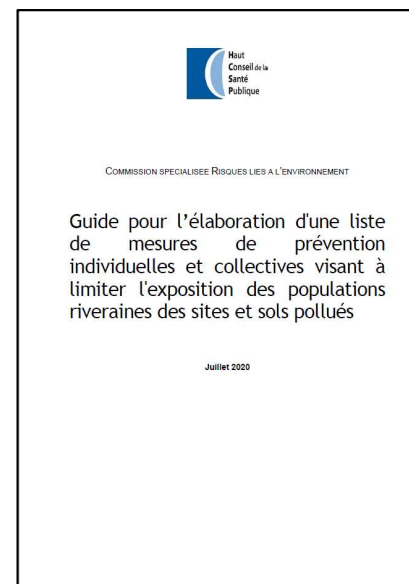 Haut
Conseil de la
Santé
Publique
COMMISSION SPECIALISEE RISQUES LIES A L'ENVIRONNEMENT
Guide pour l’élaboration d'une liste
de mesures de prévention
individuelles et collectives visant à
limiter l'exposition des populations
riveraines des sites et sols pollués
Juillet 2020